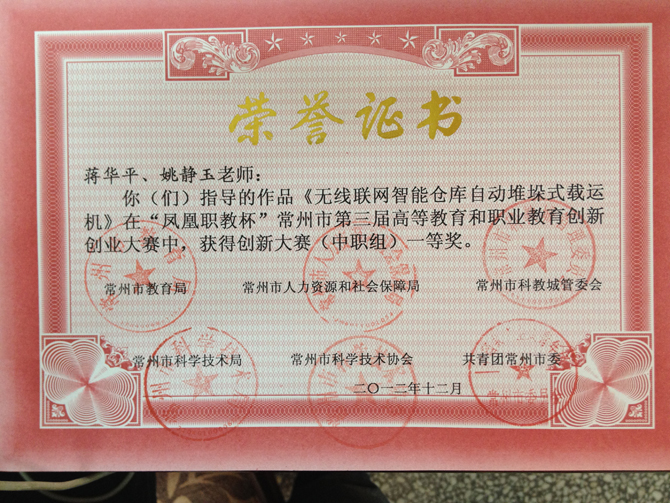 荣誉证书
蒋华平、姚静玉老师：
你（们）指导的作品《无线联网智能仓库自动堆垛式载运
机》在“凤凰职教杯”常州市第三届高等教育和职业教育创新
创业大赛中，获得创新大赛（中职组）一等奖。
常州市教育局 常州市人力资源和社会保障局 常州市科教城管委会
常州市科学技术局 常州市科学技术协会 共青团常州市委
二〇一二年十二月